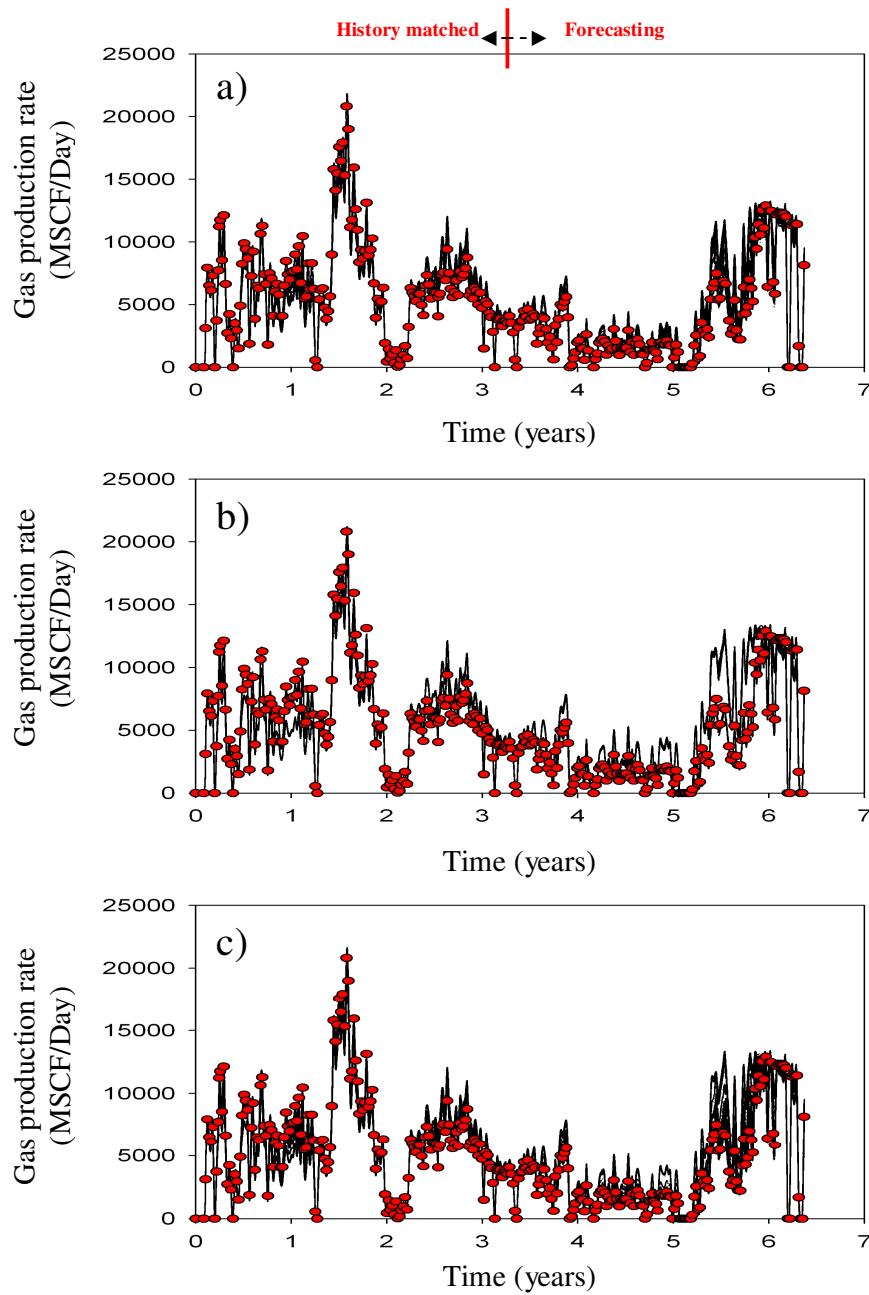 History matched Forecasting
a)
Gas production rate
(MSCF/Day)
25000
20000
15000
10000
5000
0
0 1 2 3 4 5 6 7
Time (years)
b)
Gas production rate
(MSCF/Day)
25000
20000
15000
10000
5000
0
0 1 2 3 4 5 6 7
Time (years)
c)
Gas production rate
(MSCF/Day)
25000
20000
15000
10000
5000
0
0 1 2 3 4 5 6 7
Time (years)